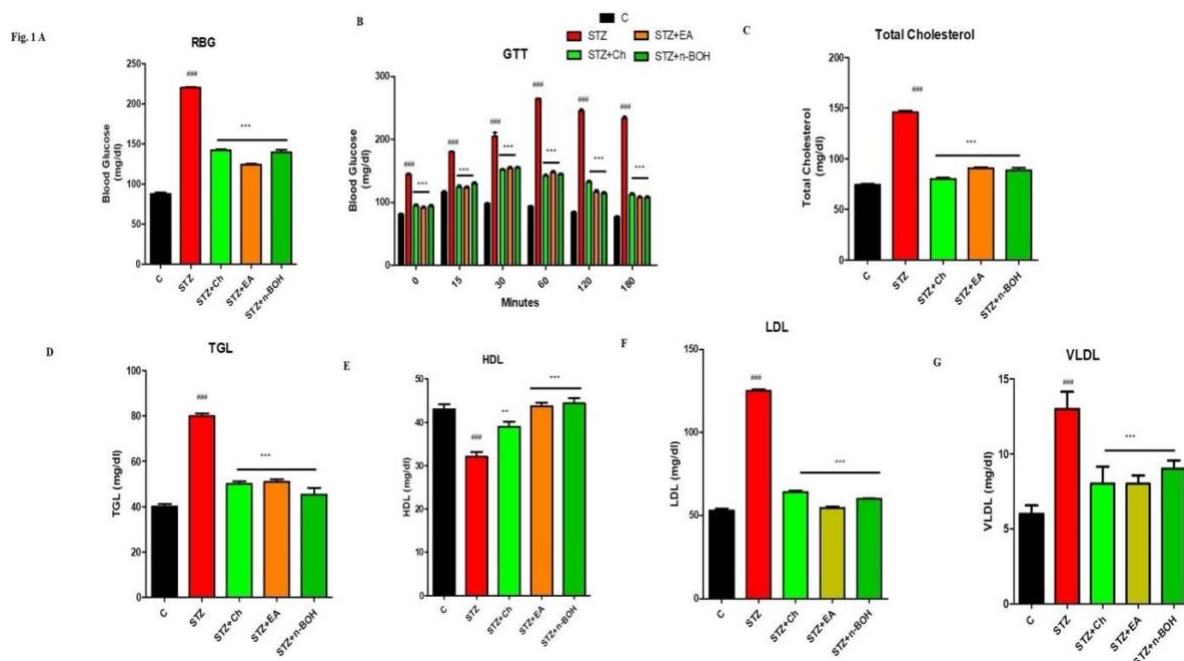 Fig. 1 A
RBG
###
***
Blood Glucose
(mg/dl)
250
200
150
100
50
0
C
STZ
STZ+Ch
STZ+EA
STZ+n-BOH
B
C
STZ
STZ+EA
STZ+Ch
STZ+n-BOH
GTT
Blood Glucose
(mg/dl)
300
200
100
0
###
***
###
***
###
***
###
***
###
***
###
***
0
15
30
60
120
180
Minutes
C
Total Cholesterol
###
***
Total Cholesterol
(mg/dl)
200
150
100
50
0
C
STZ
STZ+Ch
STZ+EA
STZ+n-BOH
D
TGL
###
***
TGL (mg/dl)
100
80
60
40
20
0
C
STZ
STZ+Ch
STZ+EA
STZ+n-BOH
E
HDL
###
**
***
HDL (mg/dl)
50
40
30
20
10
0
C
STZ
STZ+Ch
STZ+EA
STZ+n-BOH
F
LDL
###
***
LDL (mg/dl)
150
100
50
0
C
STZ
STZ+Ch
STZ+EA
STZ+n-BOH
G
VLDL
###
***
VLDL (mg/dl)
15
10
5
0
C
STZ
STZ+Ch
STZ+EA
STZ+n-BOH